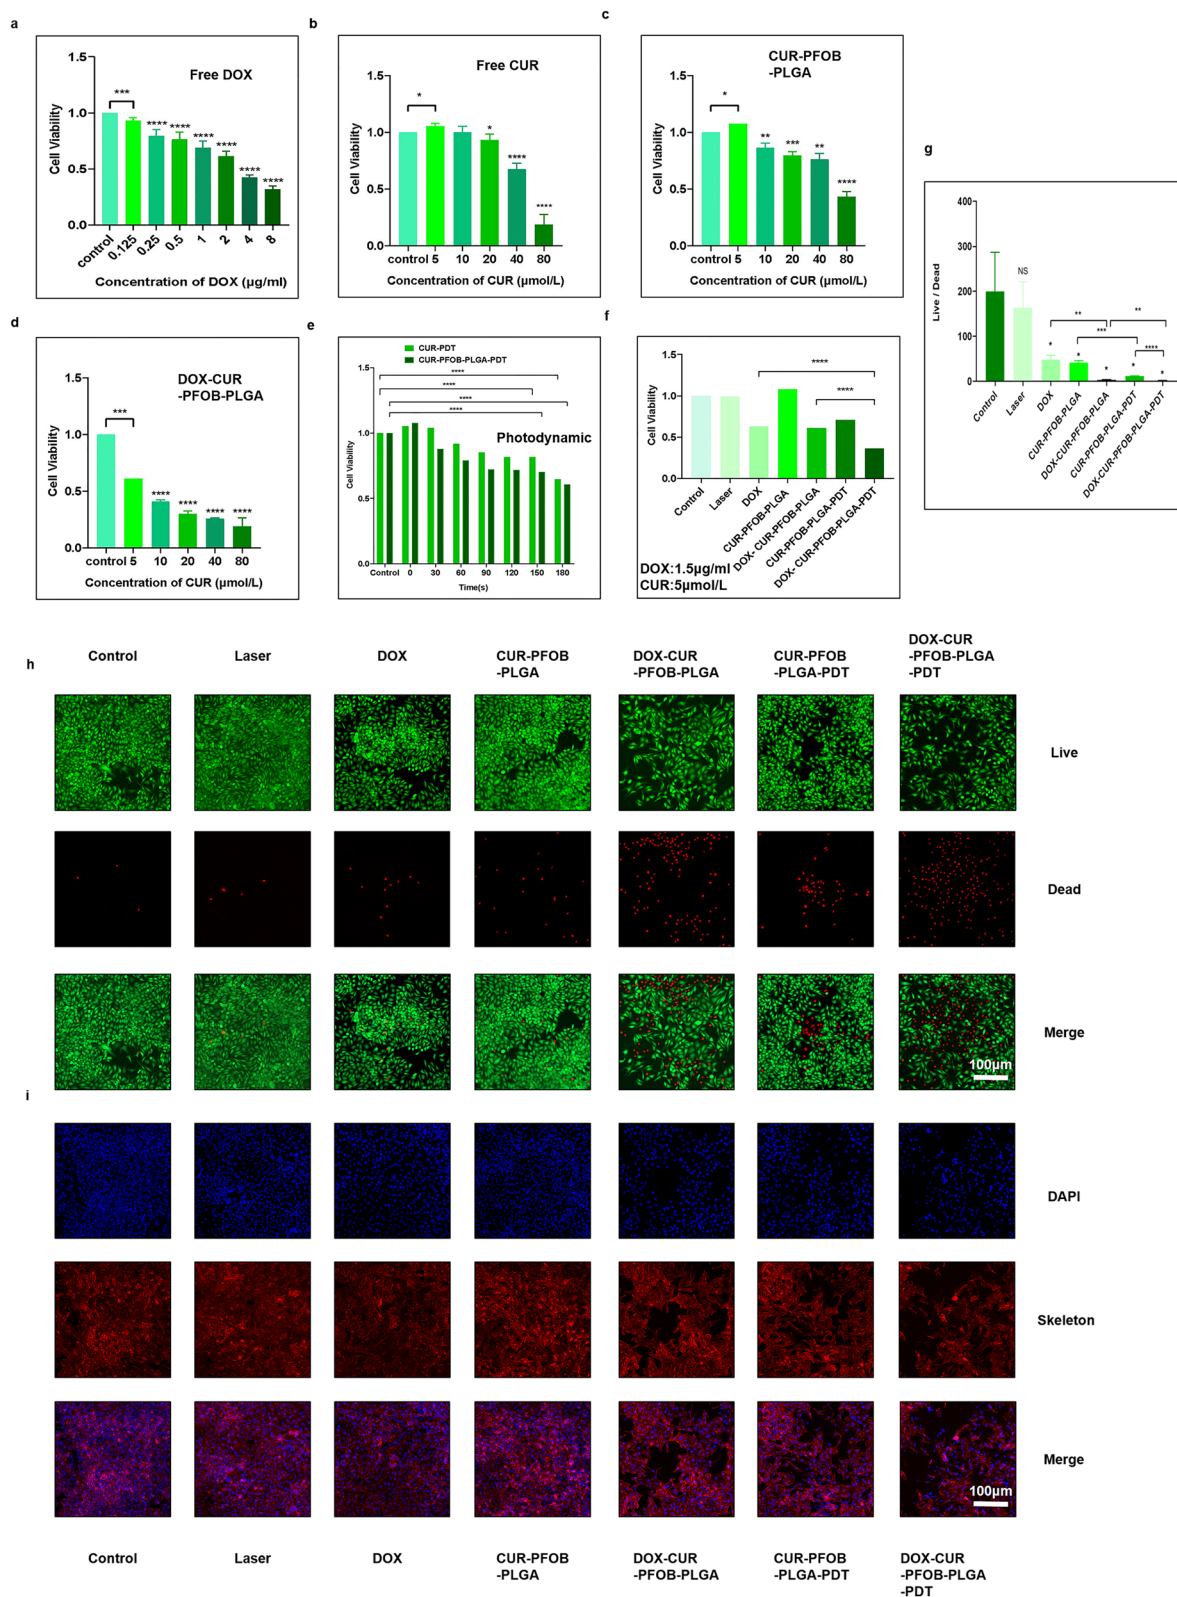 a
Free DOX
1.5
1.0
0.5
0.0
Cell Viability
***
****
****
****
****
****
****
control
0.125
0.25
0.5
1
2
4
8
Concentration of DOX (µg/ml)
b
Free CUR
1.5
1.0
0.5
0.0
Cell Viability
*
*
****
****
control 5 10 20 40 80
Concentration of CUR (µmol/L)
c
CUR-PFOB
-PLGA
1.5
1.0
0.5
0.0
Cell Viability
*
**
***
**
****
control 5 10 20 40 80
Concentration of CUR (µmol/L)
d
DOX-CUR
-PFOB-PLGA
1.5
1.0
0.5
0.0
Cell Viability
***
****
****
****
****
control 5 10 20 40 80
Concentration of CUR (µmol/L)
e
CUR-PDT
CUR-PFOB-PLGA-PDT
1.5
1.0
0.5
0.0
Cell Viability
****
****
****
****
Photodynamic
Control 0 30 60 90 120 150 180
Time(s)
f
1.5
1.0
0.5
0.0
Cell Viability
****
****
Control
Laser
DOX
CUR-PFOB-PLGA
DOX- CUR-PFOB-PLGA
CUR-PFOB-PLGA-PDT
DOX- CUR-PFOB-PLGA-PDT
DOX:1.5µg/ml
CUR:5µmol/L
g
400
300
200
100
0
Live / Dead
NS
**
**
***
****
*
*
*
*
*
Control
Laser
DOX
CUR-PFOB-PLGA
DOX-CUR-PFOB-PLGA
CUR-PFOB-PLGA-PDT
DOX-CUR-PFOB-PLGA-PDT
h
Control
Laser
DOX
CUR-PFOB
-PLGA
DOX-CUR
-PFOB-PLGA
CUR-PFOB
-PLGA-PDT
DOX-CUR
-PFOB-PLGA
-PDT
Live
Dead
Merge
100µm
i
DAPI
Skeleton
Merge
100µm
Control
Laser
DOX
CUR-PFOB
-PLGA
DOX-CUR
-PFOB-PLGA
CUR-PFOB
-PLGA-PDT
DOX-CUR
-PFOB-PLGA
-PDT